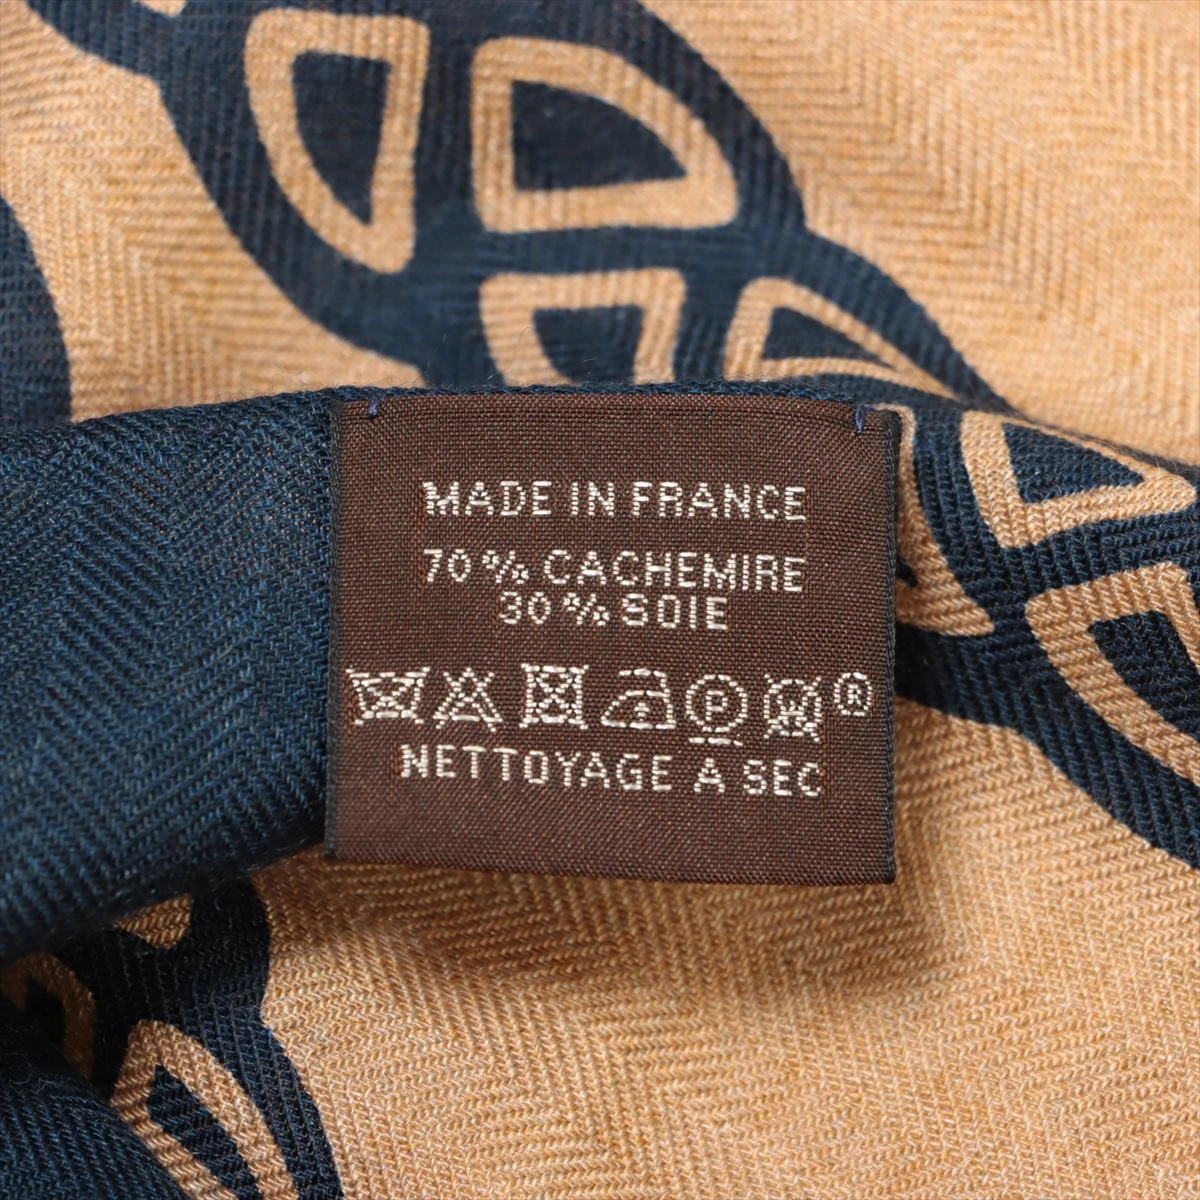 MADE IN FRANCE
70 % CACHEMIRE
30 % SOIE
P W ®
NETTOYAGE A SEC